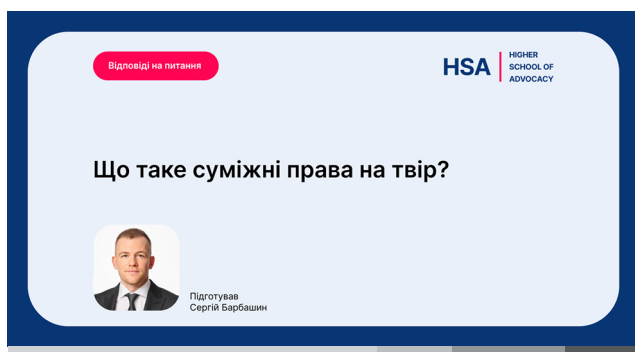 Відповіді на питання
HSA
HIGHER
SCHOOL OF
ADVOCACY
Що таке суміжні права на твір?
Підготував
Сергій Барбашин